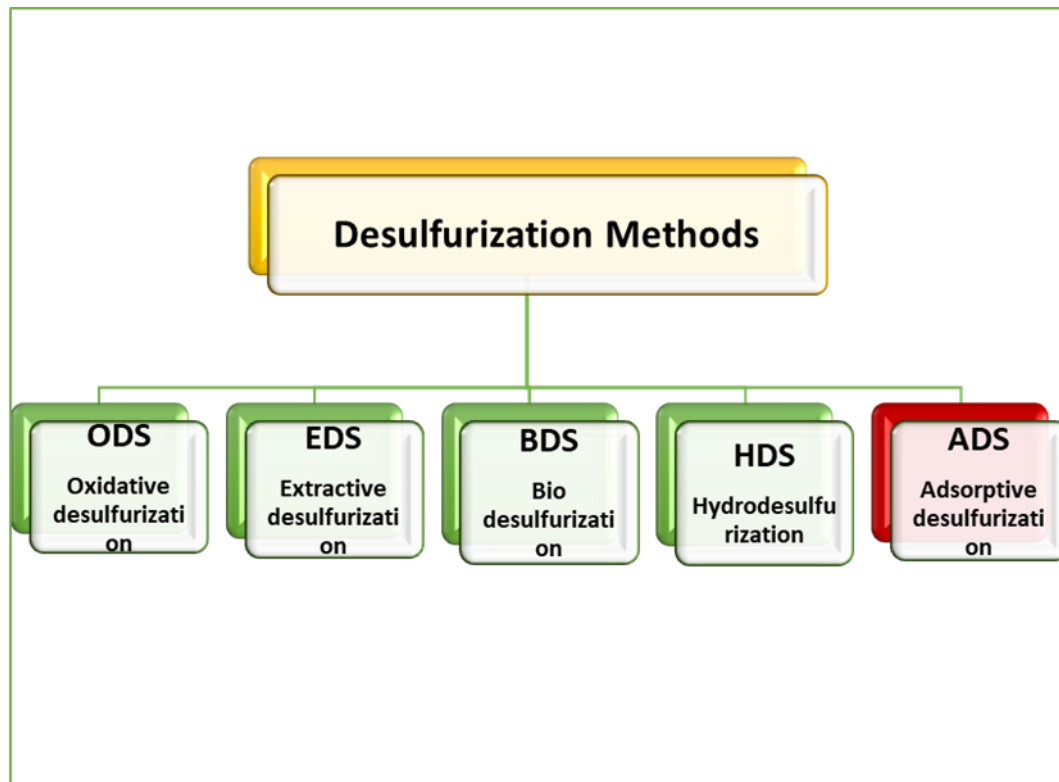 Desulfurization Methods
ODS
Oxidative
desulfurizati
on
EDS
Extractive
desulfurizati
on
BDS
Bio
desulfurizati
on
HDS
Hydrodesulfu
rization
ADS
Adsorptive
desulfurizati
on